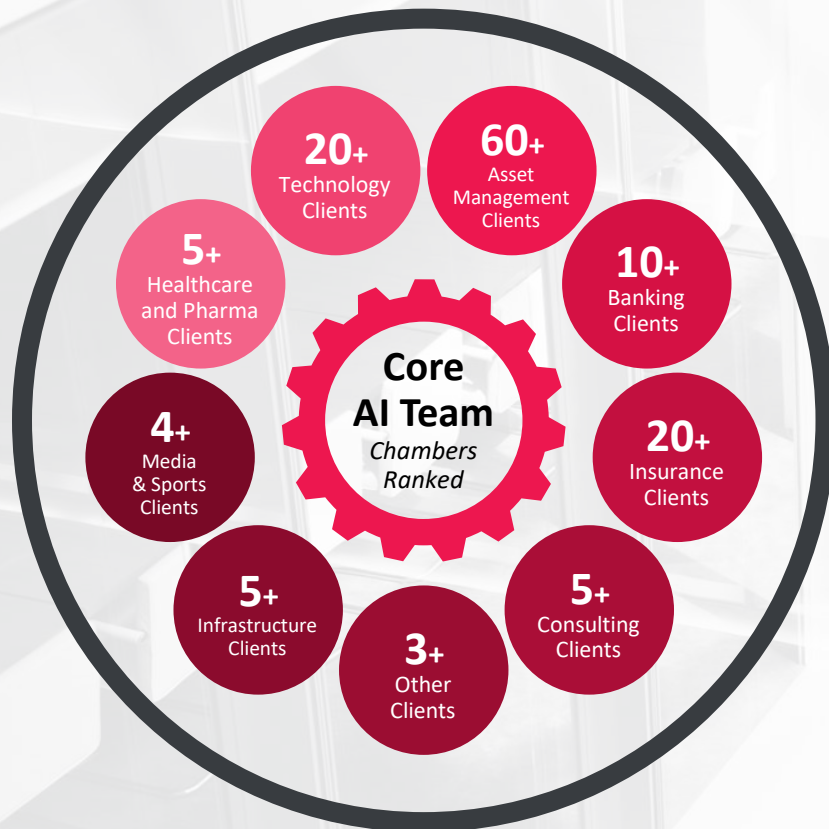 Core
AI Team
Chambers
Ranked
60+
Asset
Management
Clients
10+
Banking
Clients
20+
Insurance
Clients
5+
Consulting
Clients
3+
Other
Clients
5+
Infrastructure
Clients
4+
Media
& Sports
Clients
5+
Healthcare
and Pharma
Clients
20+
Technology
Clients